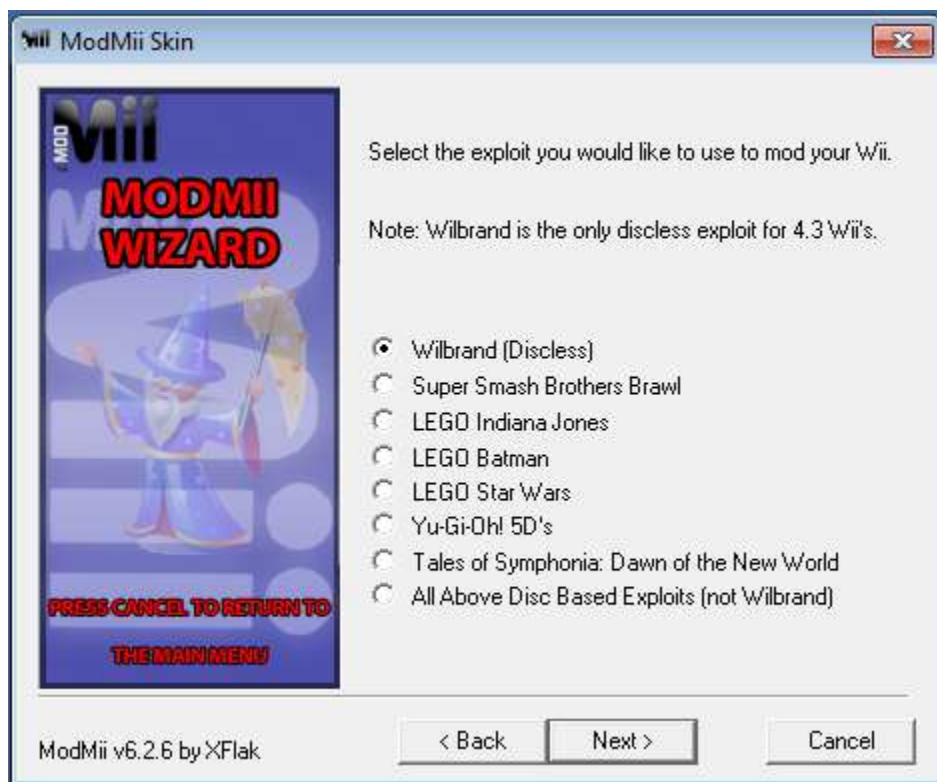 ModMii Skin
MOD Mii
MODMII
WIZARD
PRESS CANCEL TO RETURN TO
THE MAIN MENU
Select the exploit you would like to use to mod your Wii.
Note: Wilbrand is the only discless exploit for 4.3 Wii's.
Wilbrand (Discless)
Super Smash Brothers Brawl
LEGO Indiana Jones
LEGO Batman
LEGO Star Wars
Yu-Gi-Oh! 5D's
Tales of Symphonia: Dawn of the New World
All Above Disc Based Exploits (not Wilbrand)
ModMii v6.2.6 by XFlak
< Back
Next >
Cancel